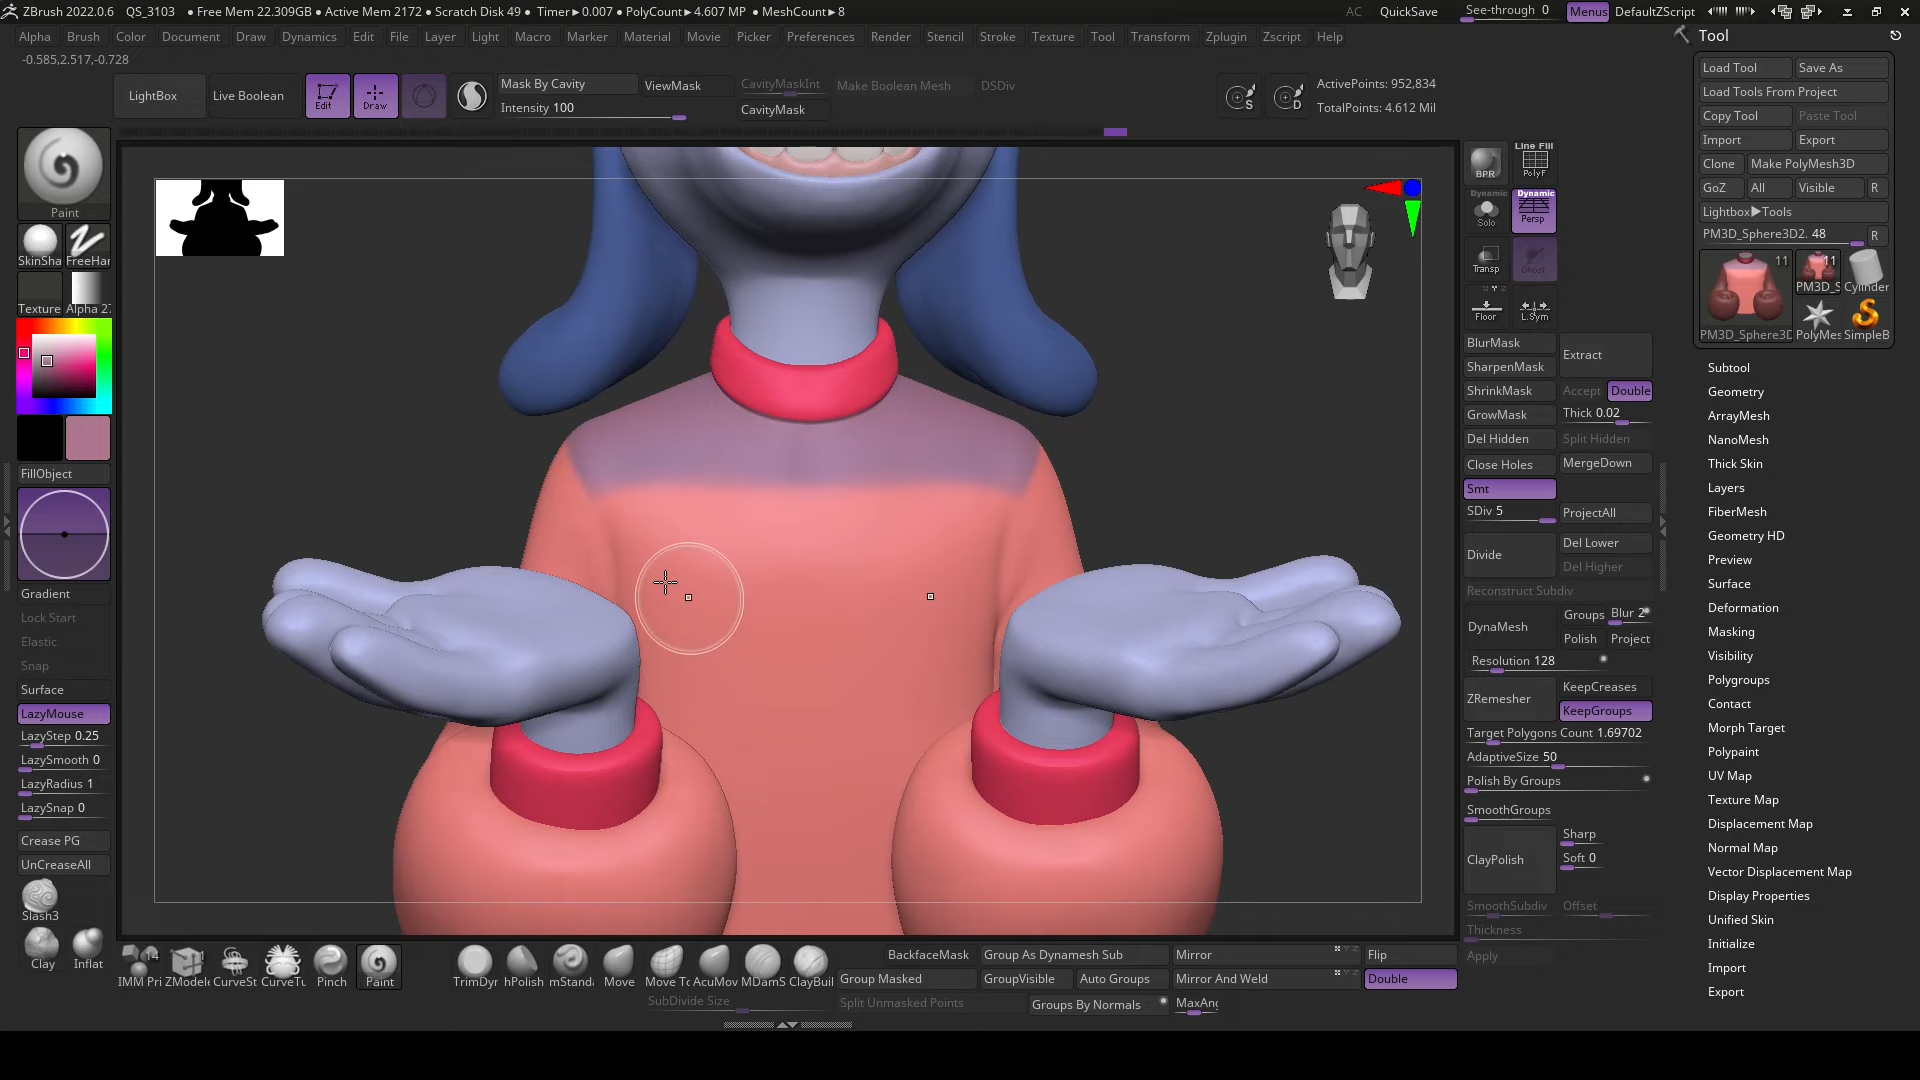 ZBrush 2022.0.6 QS_3103 • Free Mem 22.309GB • Active Mem 2172 • Scratch Disk 49 • Timer▸0.007 • PolyCount▸4.607 MP • MeshCount▸8
AC QuickSave See-through 0 Menus DefaultZScript
Alpha Brush Color Document Draw Dynamics Edit File Layer Light Macro Marker Material Movie Picker Preferences Render Stencil Stroke Texture Tool Transform Zplugin Zscript Help
-0.585,2.517,-0.728
LightBox
Live Boolean
Edit
Draw
Mask By Cavity
Intensity 100
ViewMask
CavityMaskInt
CavityMask
Make Boolean Mesh
DSDiv
S
D
ActivePoints: 952,834
TotalPoints: 4.612 Mil
Paint
SkinSha
FreeHar
Texture
Alpha 2
FillObject
Gradient
Lock Start
Elastic
Snap
Surface
LazyMouse
LazyStep 0.25
LazySmooth 0
LazyRadius 1
LazySnap 0
Crease PG
UnCreaseAll
Slash3
Clay
Inflat
14
IMM Pri
ZModele
CurveSt
CurveTu
Pinch
Paint
TrimDyr
hPolish
mStand
Move
Move To
AcuMov
MDamS
ClayBuil
SubDivide Size
BackfaceMask
Group As Dynamesh Sub
Mirror
Flip
Group Masked
GroupVisible
Auto Groups
Mirror And Weld
Double
Split Unmasked Points
Groups By Normals
MaxAng
BPR
Line Fill
PolyF
Dynamic
Solo
Dynamic
Persp
Transp
Ghost
Floor
L.Sym
BlurMask
Extract
SharpenMask
ShrinkMask
Accept
Double
GrowMask
Thick 0.02
Del Hidden
Split Hidden
Close Holes
MergeDown
Smt
SDiv 5
ProjectAll
Divide
Del Lower
Del Higher
Reconstruct Subdiv
DynaMesh
Groups
Blur 2
Polish
Project
Resolution 128
ZRemesher
KeepCreases
KeepGroups
Target Polygons Count 1.69702
AdaptiveSize 50
Polish By Groups
SmoothGroups
ClayPolish
Sharp
Soft 0
SmoothSubdiv
Offset
Thickness
Apply
Tool
Load Tool
Save As
Load Tools From Project
Copy Tool
Paste Tool
Import
Export
Clone
Make PolyMesh3D
GoZ
All
Visible
R
Lightbox▸Tools
PM3D_Sphere3D2. 48
R
11
11
PM3D_S
Cylinder
PM3D_Sphere3D
PolyMes
SimpleB
Subtool
Geometry
ArrayMesh
NanoMesh
Thick Skin
Layers
FiberMesh
Geometry HD
Preview
Surface
Deformation
Masking
Visibility
Polygroups
Contact
Morph Target
Polypaint
UV Map
Texture Map
Displacement Map
Normal Map
Vector Displacement Map
Display Properties
Unified Skin
Initialize
Import
Export